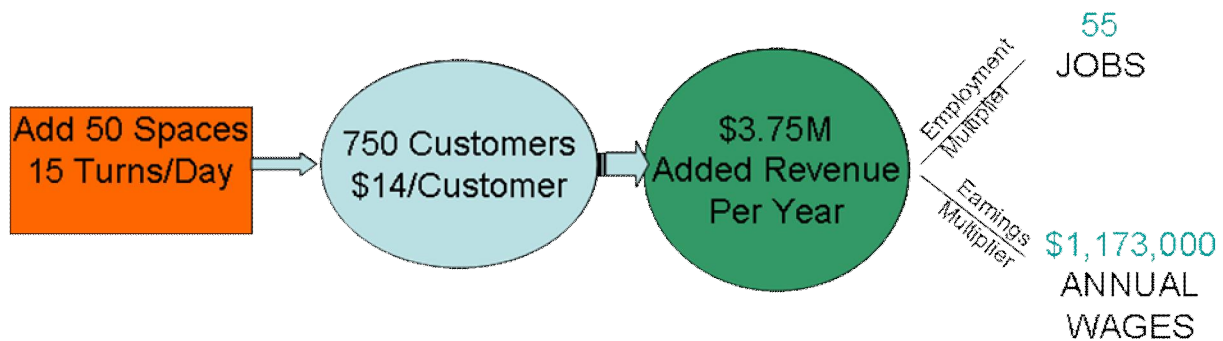 Add 50 Spaces
15 Turns/Day
750 Customers
$14/Customer
$3.75M
Added Revenue
Per Year
Employment
Multiplier
55
JOBS
Earnings
Multiplier
$1,173,000
ANNUAL
WAGES